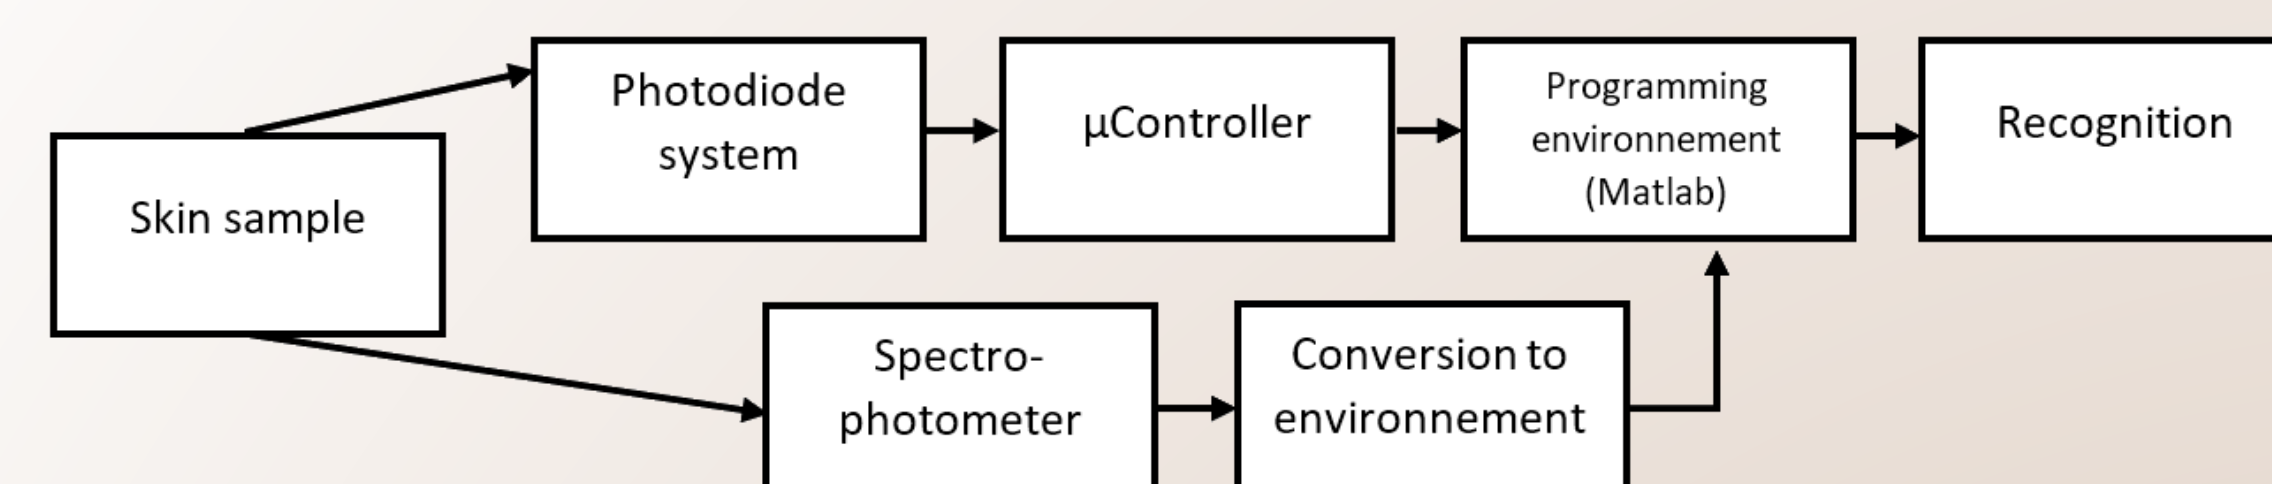 Photodiode
system
µController
Programming
environnement
(Matlab)
Recognition
Skin sample
Spectro-
photometer
Conversion to
environnement